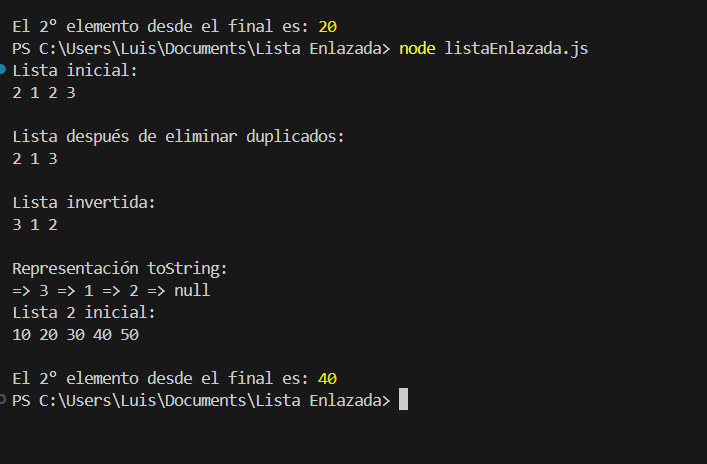 El 2º elemento desde el final es: 20
PS C:\Users\Luis\Documents\Lista Enlazada> node listaEnlazada.js
Lista inicial:
2 1 2 3
Lista después de eliminar duplicados:
2 1 3
Lista invertida:
3 1 2
Representación toString:
=> 3 => 1 => 2 => null
Lista 2 inicial:
10 20 30 40 50
El 2º elemento desde el final es: 40
PS C:\Users\Luis\Documents\Lista Enlazada>